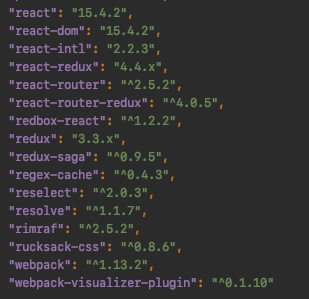 "react": "15.4.2",
"react-dom": "15.4.2",
"react-intl": "2.2.3",
"react-redux": "4.4.x",
"react-router": "^2.5.2",
"react-router-redux": "^4.0.5",
"redbox-react": "^1.2.2",
"redux": "3.3.x",
"redux-saga": "^0.9.5",
"regex-cache": "^0.4.3",
"reselect": "^2.0.3",
"resolve": "^1.1.7",
"rimraf": "^2.5.2",
"rucksack-css": "^0.8.6",
"webpack": "^1.13.2",
"webpack-visualizer-plugin": "^0.1.10"